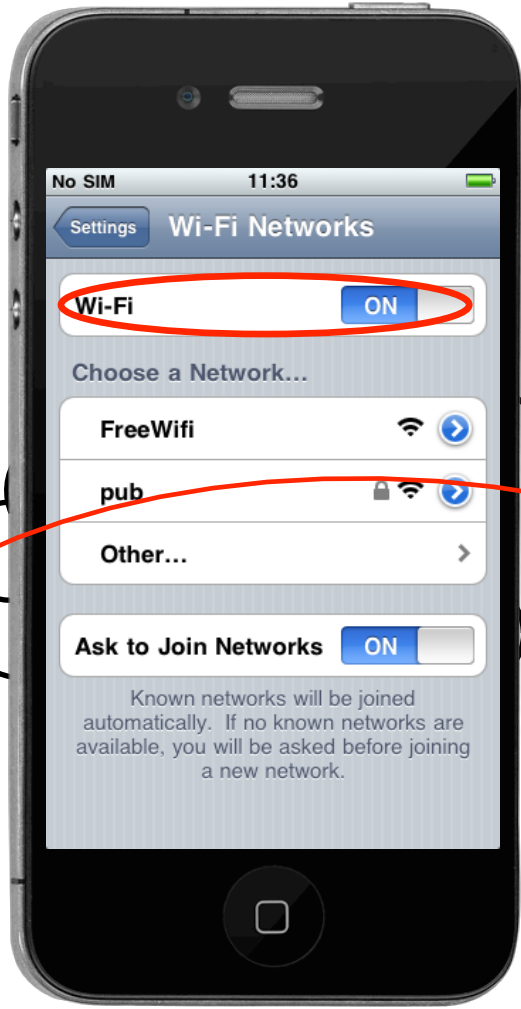 No SIM 11:36
Settings Wi-Fi Networks
Wi-Fi ON
Choose a Network...
FreeWifi
pub
Other...
Ask to Join Networks ON
Known networks will be joined
automatically. If no known networks are
available, you will be asked before joining
a new network.